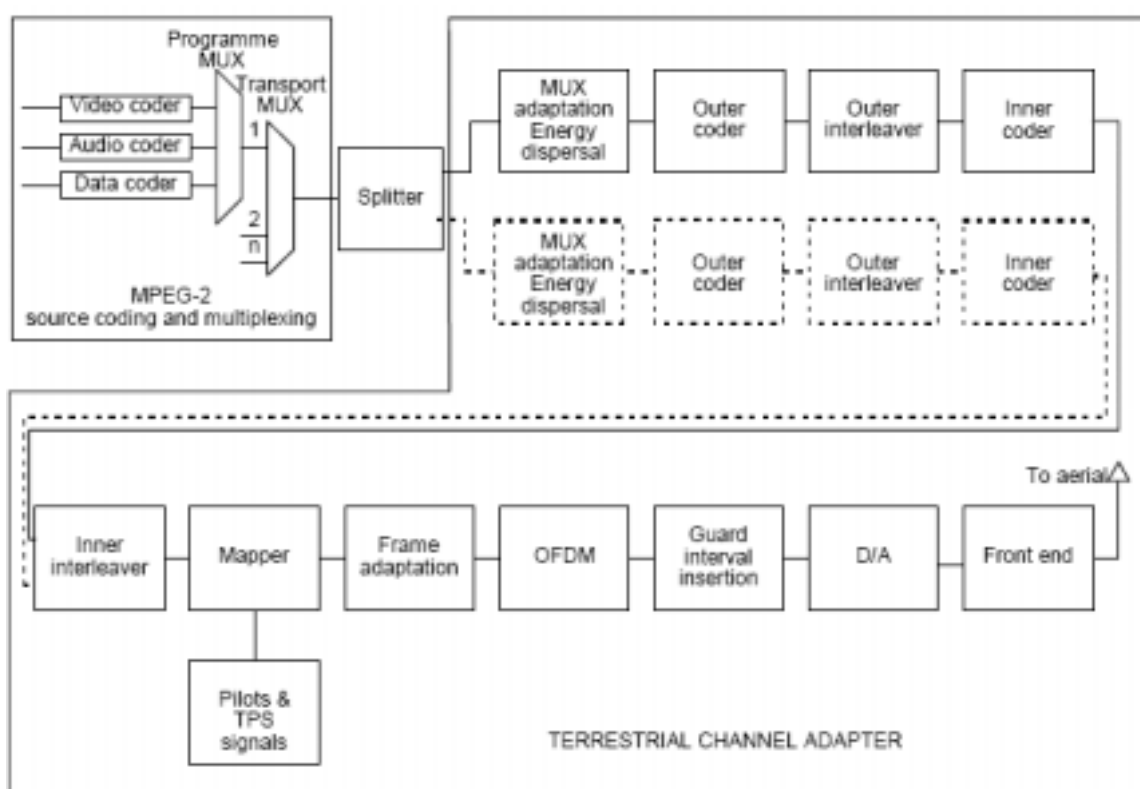 Programme
MUX
Transport
MUX
Video coder
Audio coder
Data coder
1
2
n
MPEG-2
source coding and multiplexing
Splitter
MUX
adaptation
Energy
dispersal
Outer
coder
Outer
interleaver
Inner
coder
MUX
adaptation
Energy
dispersal
Outer
coder
Outer
interleaver
Inner
coder
To aerial
Inner
interleaver
Mapper
Frame
adaptation
OFDM
Guard
interval
insertion
D/A
Front end
Pilots &
TPS
signals
TERRESTRIAL CHANNEL ADAPTER